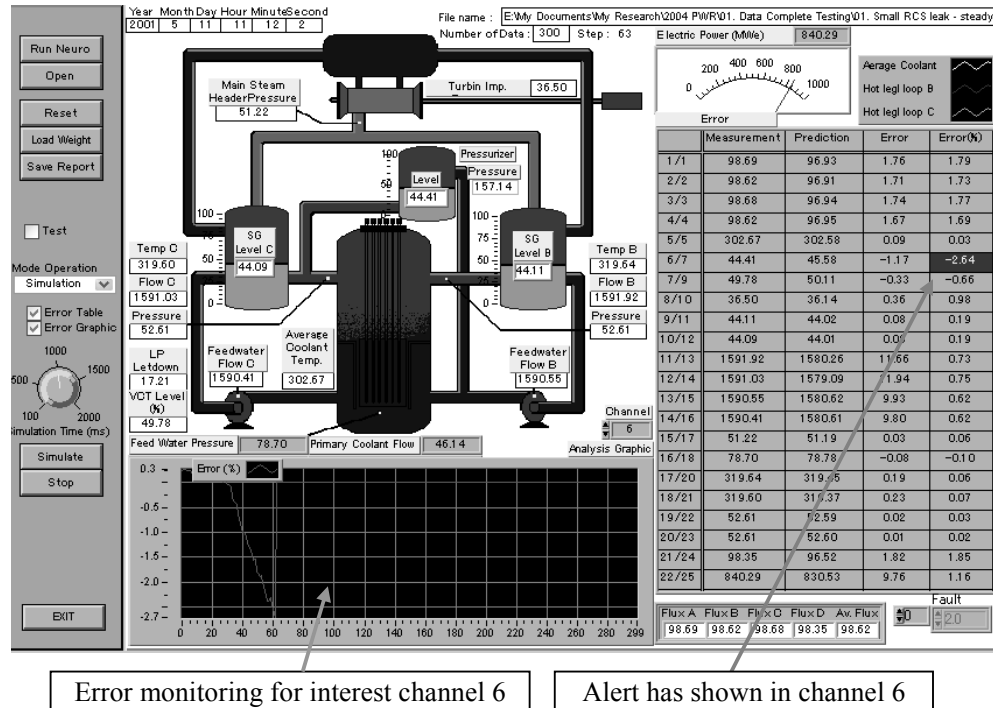 Year Month Day Hour Minute Second
2001 5 11 11 12 2
File name : E:\My Documents\My Research\2004 PWR\01. Data Complete Testing\01. Small RCS leak - steady
Number of Data : 300 Step : 63
Run Neuro
Open
Reset
Load Weight
Save Report
Test
Mode Operation
Simulation
Error Table
Error Graphic
1000
500
1500
100
2000
Simulation Time (ms)
Simulate
Stop
EXIT
Main Steam
HeaderPressure
51.22
Turbin Imp. 36.50
Pressurizer
Pressure
157.14
100
50
Level
44.41
100
75
50
0
SG
Level C
44.09
100
75
50
25
0
SG
Level B
44.11
Temp C
319.60
Flow C
1591.03
Pressure
52.61
Temp B
319.64
Flow B
1591.92
Pressure
52.61
LP
Letdown
17.21
VCT Level
(%)
49.78
Feedwater
Flow C
1590.41
Average
Coolant
Temp.
302.67
Feedwater
Flow B
1590.55
Channel
6
Feed Water Pressure 78.70 Primary Coolant Flow 46.14
Analysis Graphic
Error (%)
0.3
-0.5
-1.0
-1.5
-2.0
-2.7
0 20 40 60 80 100 120 140 160 180 200 220 240 260 280 299
Electric Power (MWe) 840.29
0 200 400 600 800 1000
Aerage Coolant
Hot legl loop B
Hot legl loop C
Error
Measurement Prediction Error Error(%)
1/1 98.69 96.93 1.76 1.79
2/2 98.62 96.91 1.71 1.73
3/3 98.68 96.94 1.74 1.77
4/4 98.62 96.95 1.67 1.69
5/5 302.67 302.58 0.09 0.03
6/7 44.41 45.58 -1.17 -2.64
7/9 49.78 50.11 -0.33 -0.66
8/10 36.50 36.14 0.36 0.98
9/11 44.11 44.02 0.08 0.19
10/12 44.09 44.01 0.19
11/13 1591.92 1580.26 11.66 0.73
12/14 1591.03 1579.09 11.94 0.75
13/15 1590.55 1580.62 9.93 0.62
14/16 1590.41 1580.61 9.80 0.62
15/17 51.22 51.19 0.03 0.06
16/18 78.70 78.78 -0.08 -0.10
17/20 319.64 0.19 0.06
18/21 319.60 319.37 0.23 0.07
19/22 52.61 52.59 0.02 0.03
20/23 52.61 52.60 0.01 0.02
21/24 98.35 96.52 1.82 1.85
22/25 840.29 830.53 9.76 1.16
Flux A Flux B Flux C Flux D Av. Flux
98.69 98.62 98.68 98.35 98.62
0
Fault
2.0
Error monitoring for interest channel 6
Alert has shown in channel 6